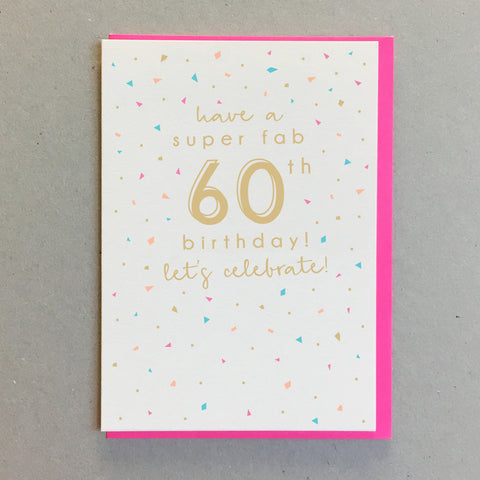 have a
super fab
60th
birthday!
let's celebrate!